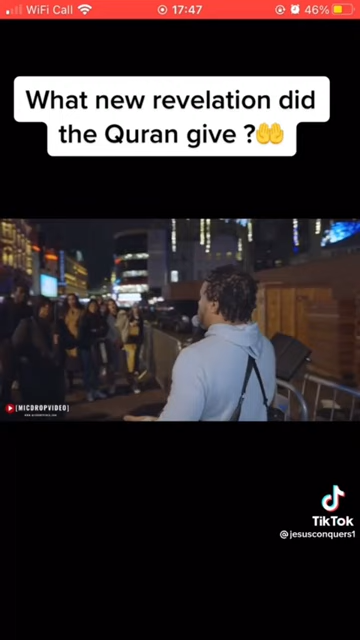 WiFi Call 17:47 46%
What new revelation did
the Quran give ?🤲
[MICDROPVIDEO]
TikTok
@jesusconquers1